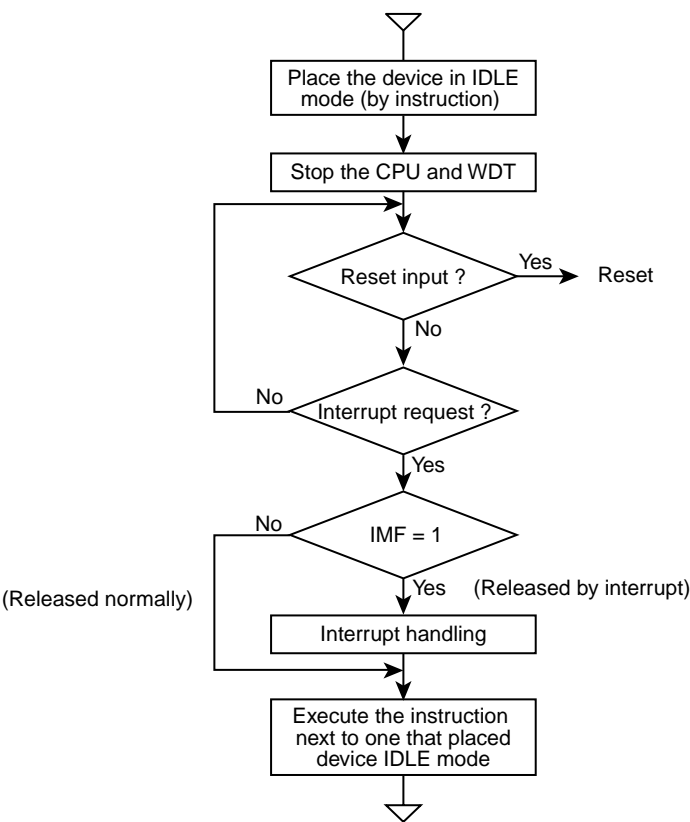 Place the device in IDLE
mode (by instruction)
Stop the CPU and WDT
Reset input ?
Yes
Reset
No
No
Interrupt request ?
Yes
No
IMF = 1
(Released normally)
Yes
(Released by interrupt)
Interrupt handling
Execute the instruction
next to one that placed
device IDLE mode